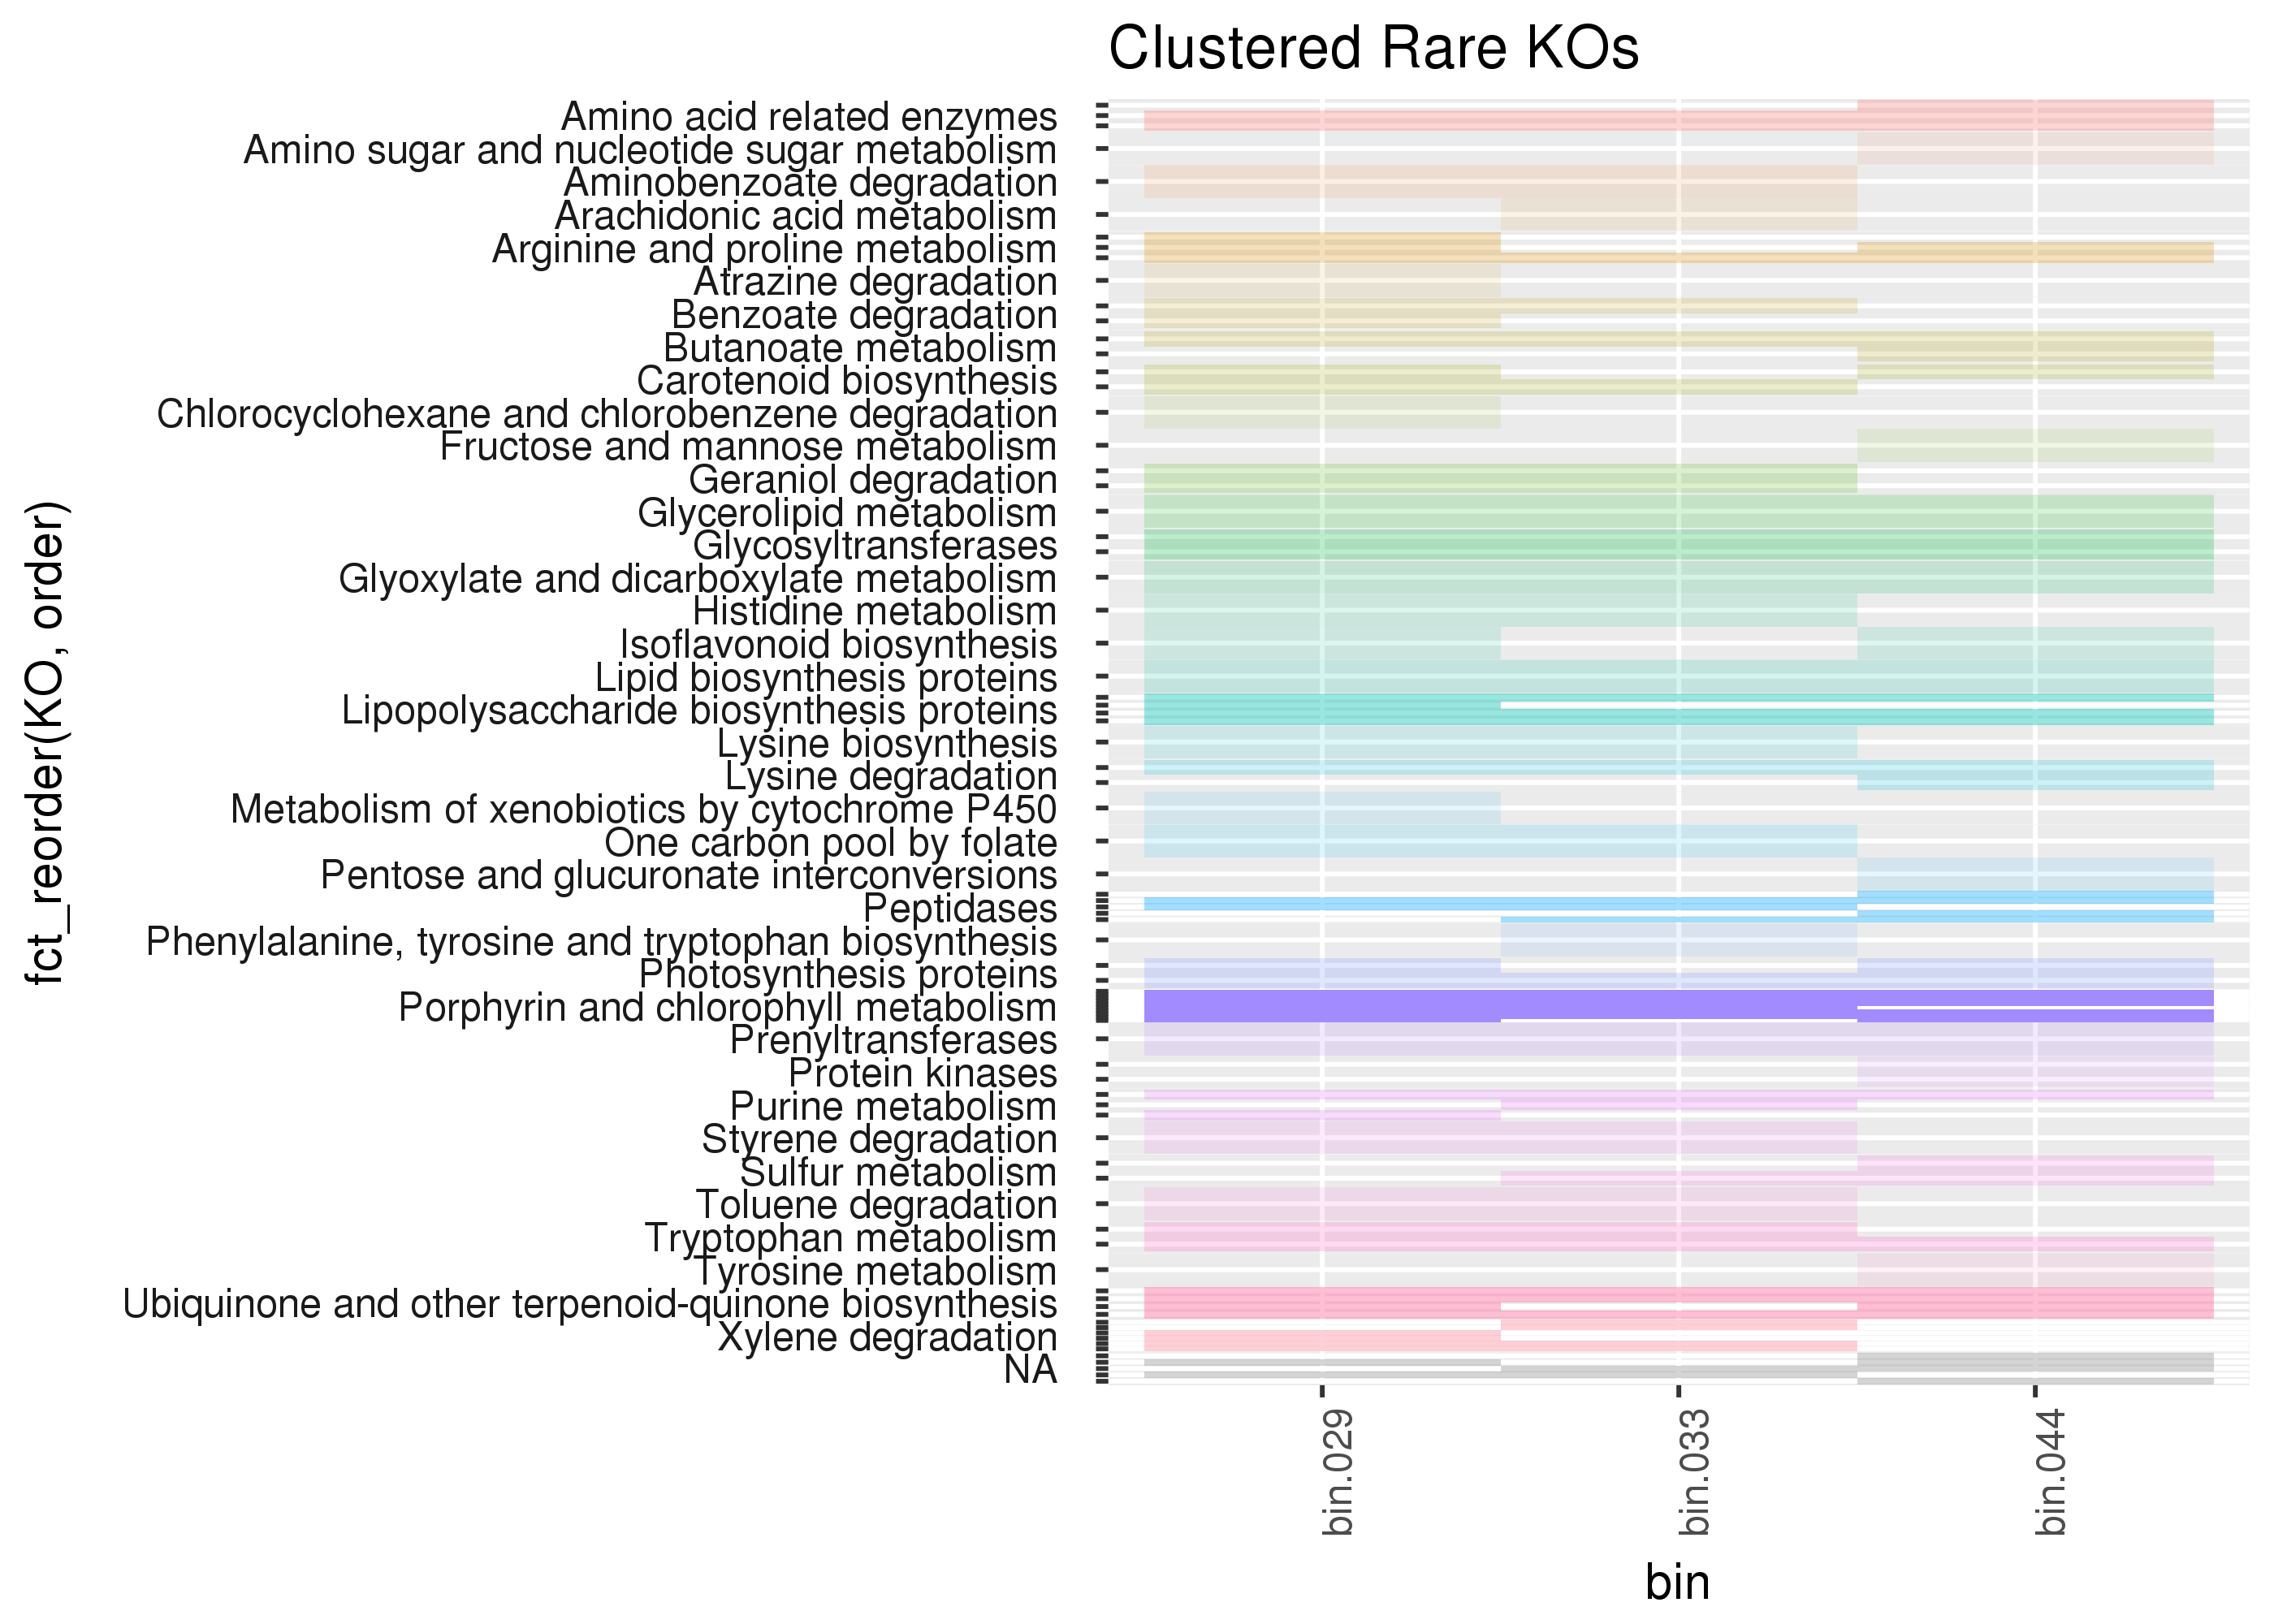 Clustered Rare KOs
Amino acid related enzymes
Amino sugar and nucleotide sugar metabolism
Aminobenzoate degradation
Arachidonic acid metabolism
Arginine and proline metabolism
Atrazine degradation
Benzoate degradation
Butanoate metabolism
Carotenoid biosynthesis
Chlorocyclohexane and chlorobenzene degradation
Fructose and mannose metabolism
Geraniol degradation
Glycerolipid metabolism
Glycosyltransferases
Glyoxylate and dicarboxylate metabolism
Histidine metabolism
Isoflavonoid biosynthesis
Lipid biosynthesis proteins
Lipopolysaccharide biosynthesis proteins
Lysine biosynthesis
Lysine degradation
Metabolism of xenobiotics by cytochrome P450
One carbon pool by folate
Pentose and glucuronate interconversions
Peptidases
Phenylalanine, tyrosine and tryptophan biosynthesis
Photosynthesis proteins
Porphyrin and chlorophyll metabolism
Prenyltransferases
Protein kinases
Purine metabolism
Styrene degradation
Sulfur metabolism
Toluene degradation
Tryptophan metabolism
Tyrosine metabolism
Ubiquinone and other terpenoid-quinone biosynthesis
Xylene degradation
NA
fct_reorder(KO, order)
bin.029
bin.033
bin.044
bin